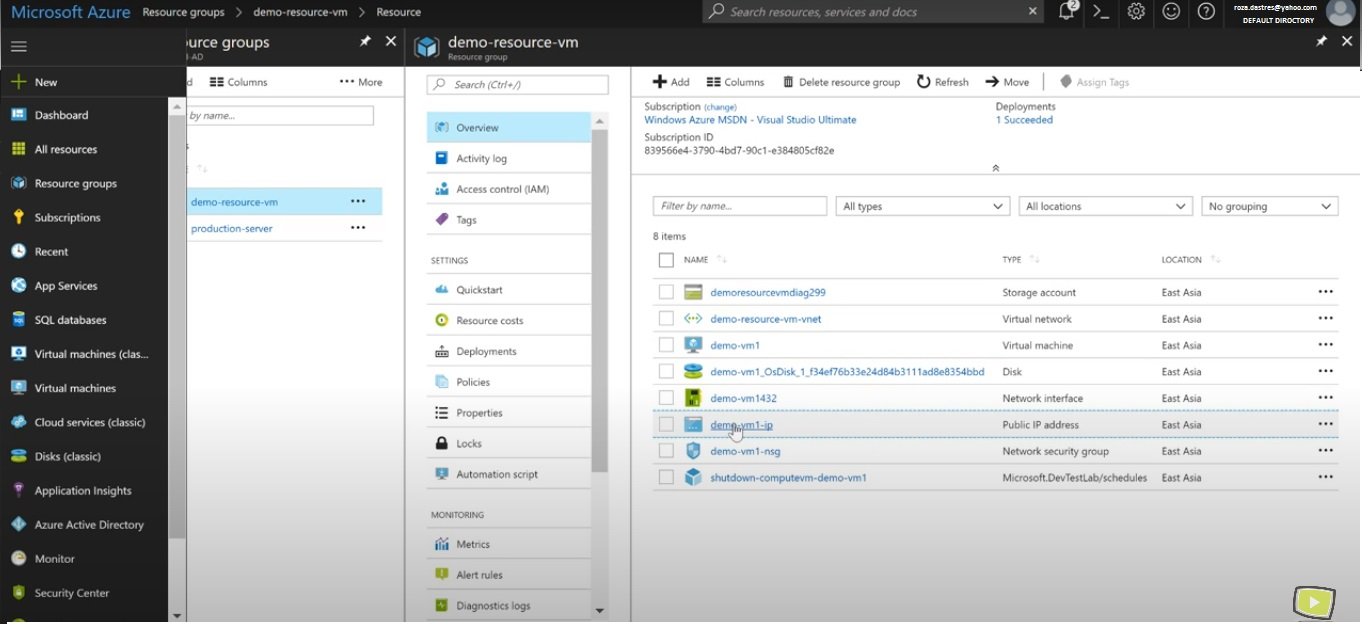 Microsoft Azure Resource groups > demo-resource-vm > Resource
Search resources, services and docs
2
roza.dastres@yahoo.com
DEFAULT DIROCTORY
New
Dashboard
All resources
Resource groups
Subscriptions
Recent
App Services
SQL databases
Virtual machines (clas...
Virtual machines
Cloud services (classic)
Disks (classic)
Application Insights
Azure Active Directory
Monitor
Security Center
urce groups
-AD
d Columns ••• More
by name...
s
demo-resource-vm •••
production-server •••
demo-resource-vm
Resource group
Search (Ctrl+/)
Overview
Activity log
Access control (IAM)
Tags
SETTINGS
Quickstart
Resource costs
Deployments
Policies
Properties
Locks
Automation script
MONITORING
Metrics
Alert rules
Diagnostics logs
Add Columns Delete resource group Refresh Move Assign Tags
Subscription (change) Deployments
Windows Azure MSDN - Visual Studio Ultimate 1 Succeeded
Subscription ID
839566e4-3790-4bd7-90c1-e384805cf82e
Filter by name... All types All locations No grouping
8 items
NAME TYPE LOCATION
demoresourcevmdiag299 Storage account East Asia •••
demo-resource-vm-vnet Virtual network East Asia •••
demo-vm1 Virtual machine East Asia •••
demo-vm1_OsDisk_1_f34ef76b33e24d84b3111ad8e8354bbd Disk East Asia •••
demo-vm1432 Network interface East Asia •••
demo-vm1-ip Public IP address East Asia •••
demo-vm1-nsg Network security group East Asia •••
shutdown-computevm-demo-vm1 Microsoft.DevTestLab/schedules East Asia •••